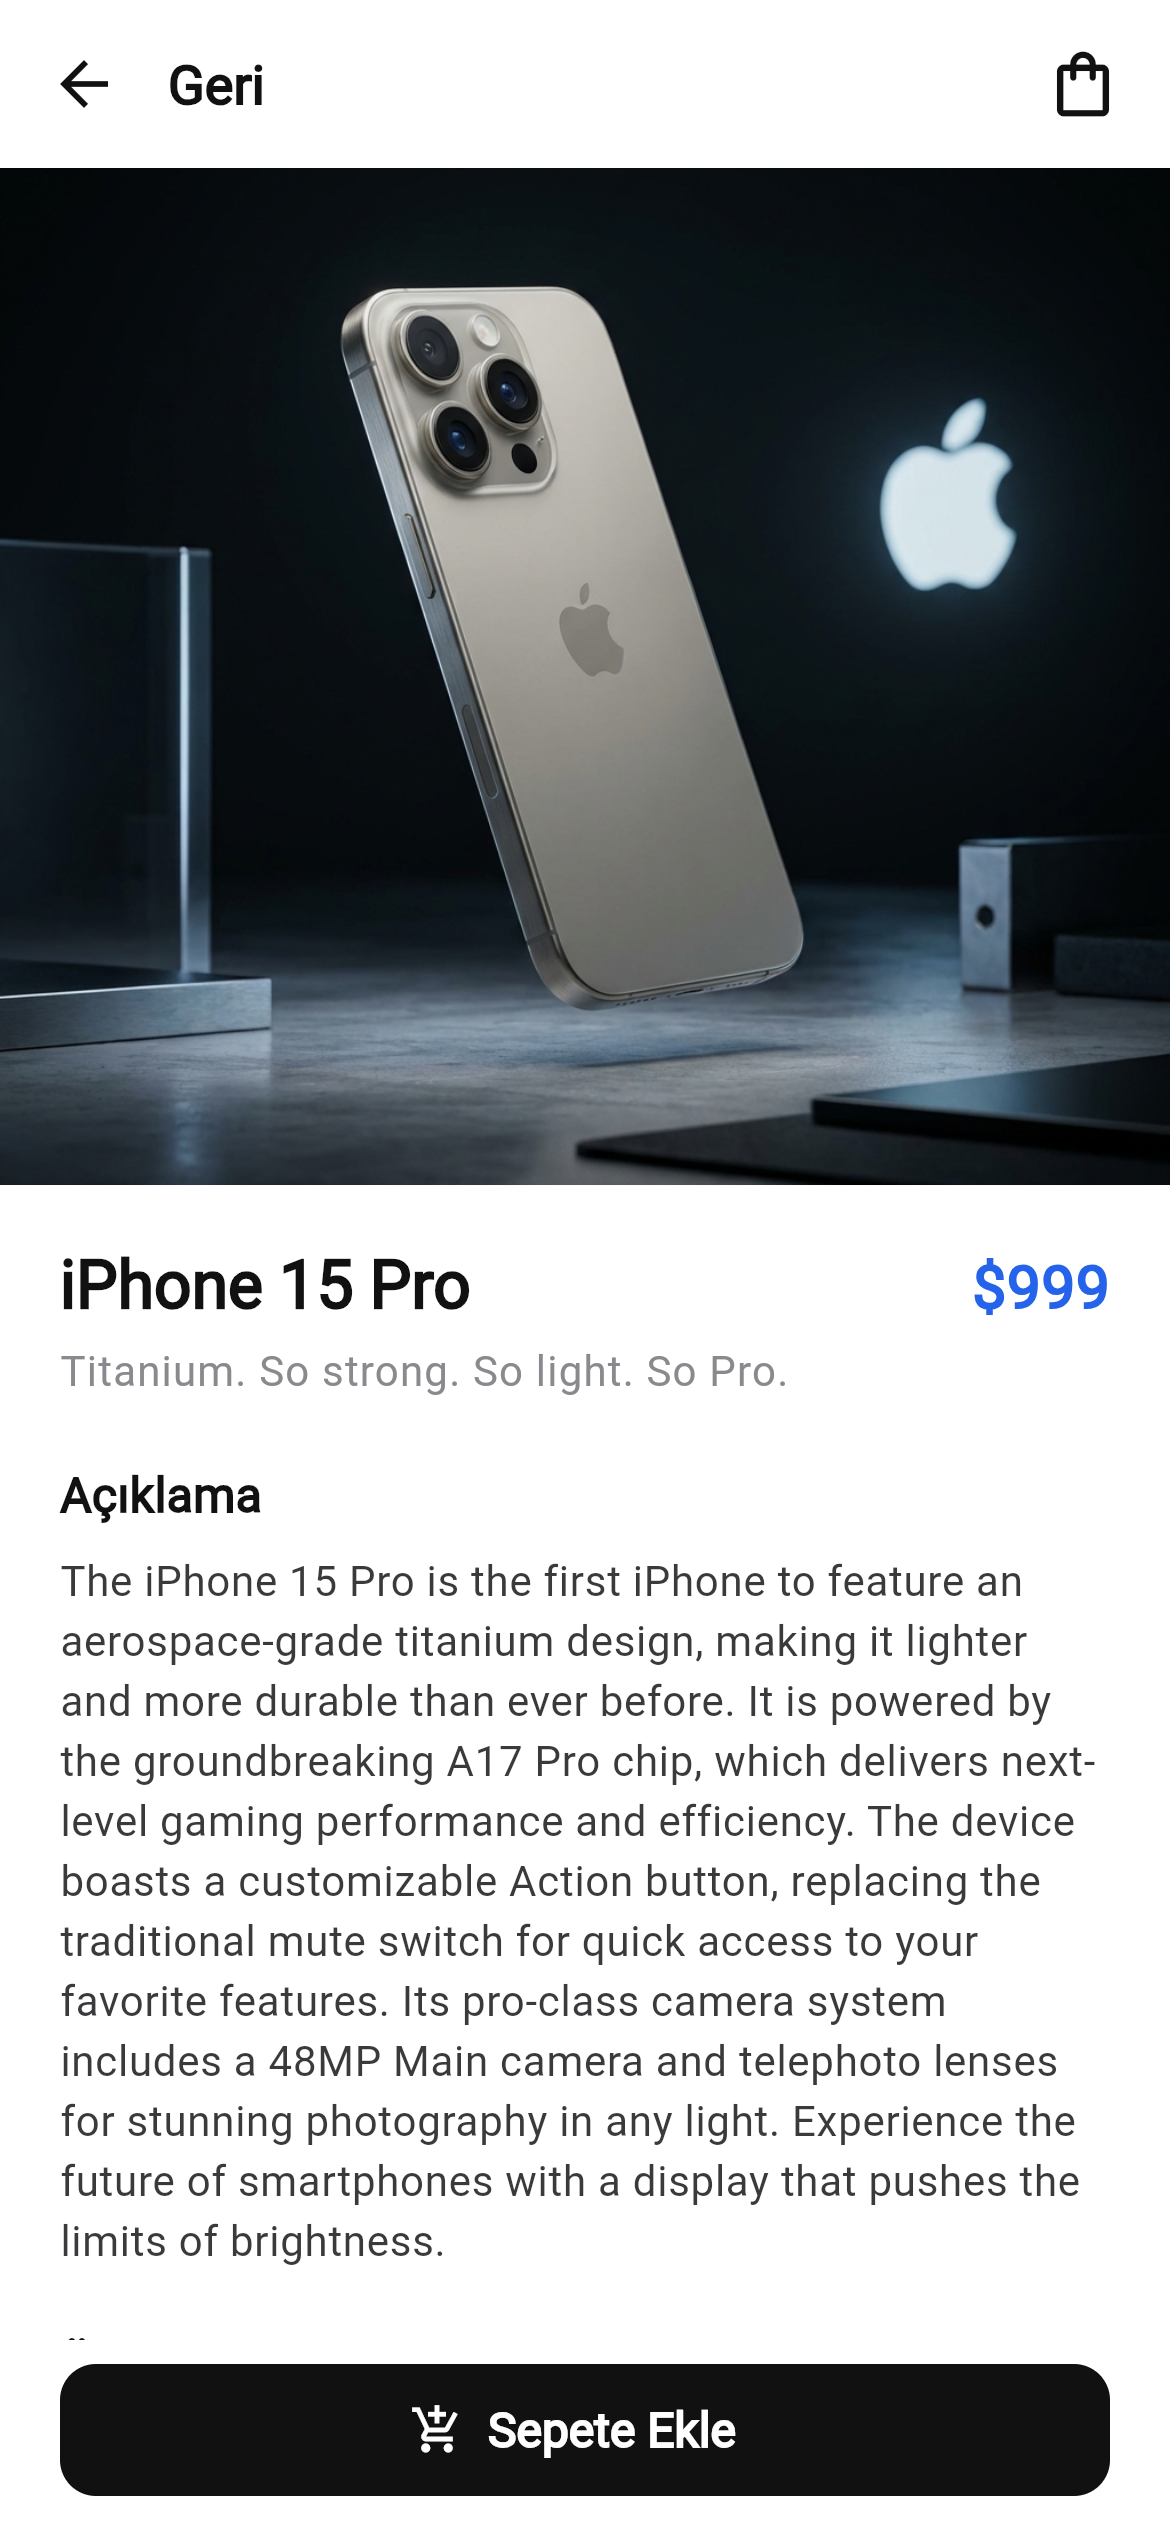 Geri
iPhone 15 Pro
$999
Titanium. So strong. So light. So Pro.
Açıklama
The iPhone 15 Pro is the first iPhone to feature an
aerospace-grade titanium design, making it lighter
and more durable than ever before. It is powered by
the groundbreaking A17 Pro chip, which delivers next-
level gaming performance and efficiency. The device
boasts a customizable Action button, replacing the
traditional mute switch for quick access to your
favorite features. Its pro-class camera system
includes a 48MP Main camera and telephoto lenses
for stunning photography in any light. Experience the
future of smartphones with a display that pushes the
limits of brightness.
Sepete Ekle